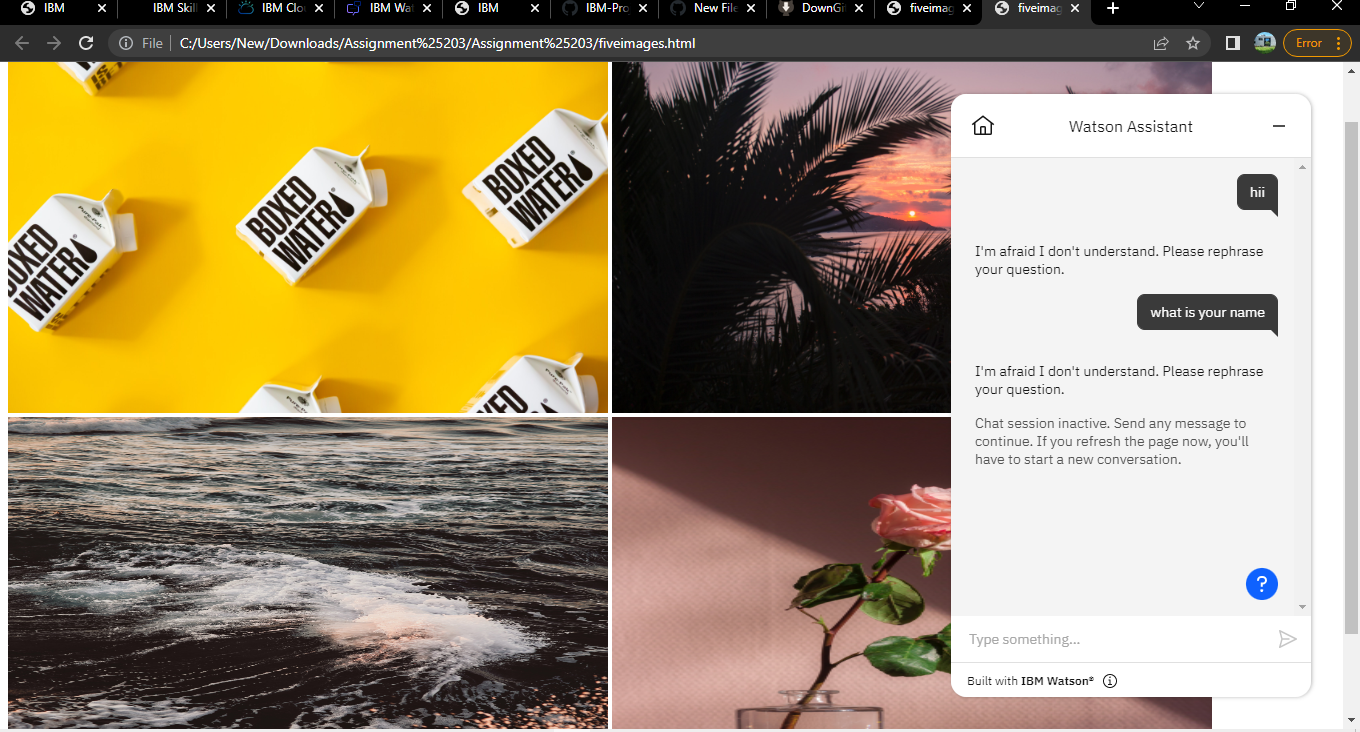 IBM
IBM Skil
IBM Clo
IBM Wat
IBM
IBM-Pro
New File
DownGi
fiveimag
fiveimag
File
C:/Users/New/Downloads/Assignment%25203/Assignment%25203/fiveimages.html
Error
BOXED
WATER
BOXED
WATER
BOXED
WATER
Pure-Pak
BOXED
Watson Assistant
hii
I'm afraid I don't understand. Please rephrase
your question.
what is your name
I'm afraid I don't understand. Please rephrase
your question.
Chat session inactive. Send any message to
continue. If you refresh the page now, you'll
have to start a new conversation.
?
Type something...
Built with IBM Watson®